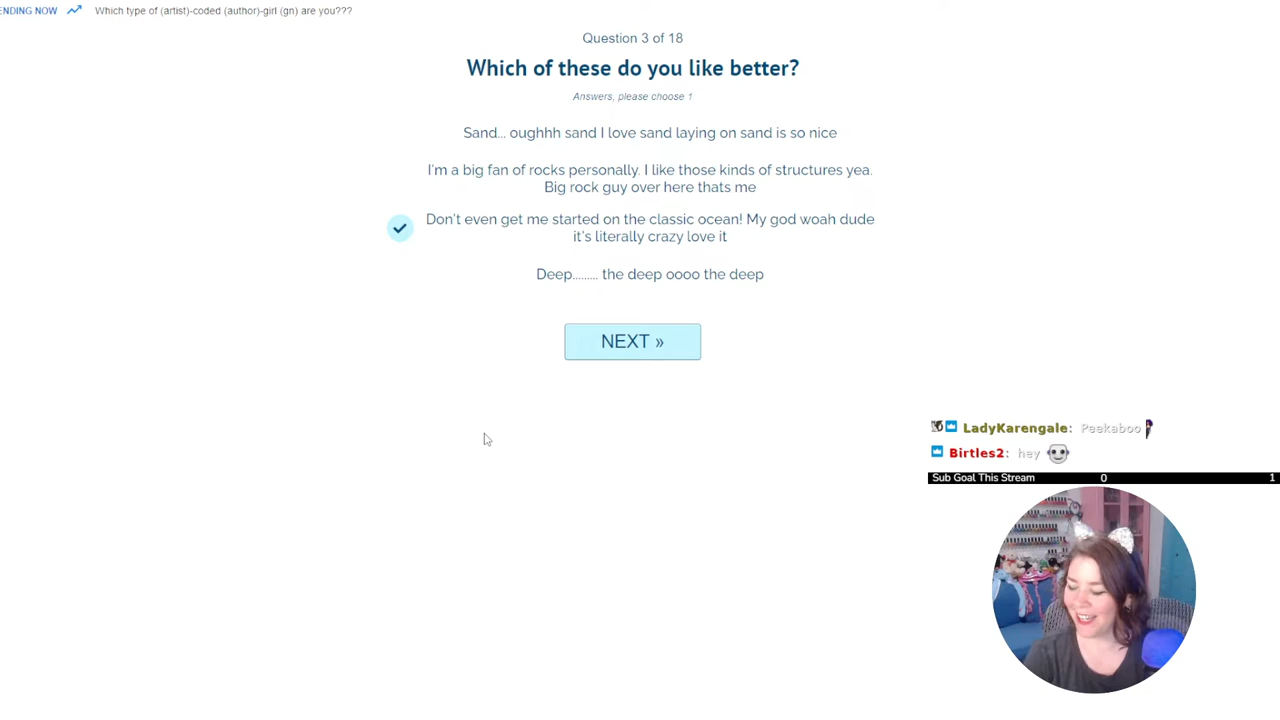 ENDING NOW Which type of (artist)-coded (author)-girl (gn) are you???
Question 3 of 18
Which of these do you like better?
Answers, please choose 1
Sand... oughhh sand I love sand laying on sand is so nice
I'm a big fan of rocks personally. I like those kinds of structures yea.
Big rock guy over here thats me
Don't even get me started on the classic ocean! My god woah dude
it's literally crazy love it
Deep......... the deep oooo the deep
NEXT »
LadyKarengale: Peekaboo
Birtles2: hey
Sub Goal This Stream 0 1